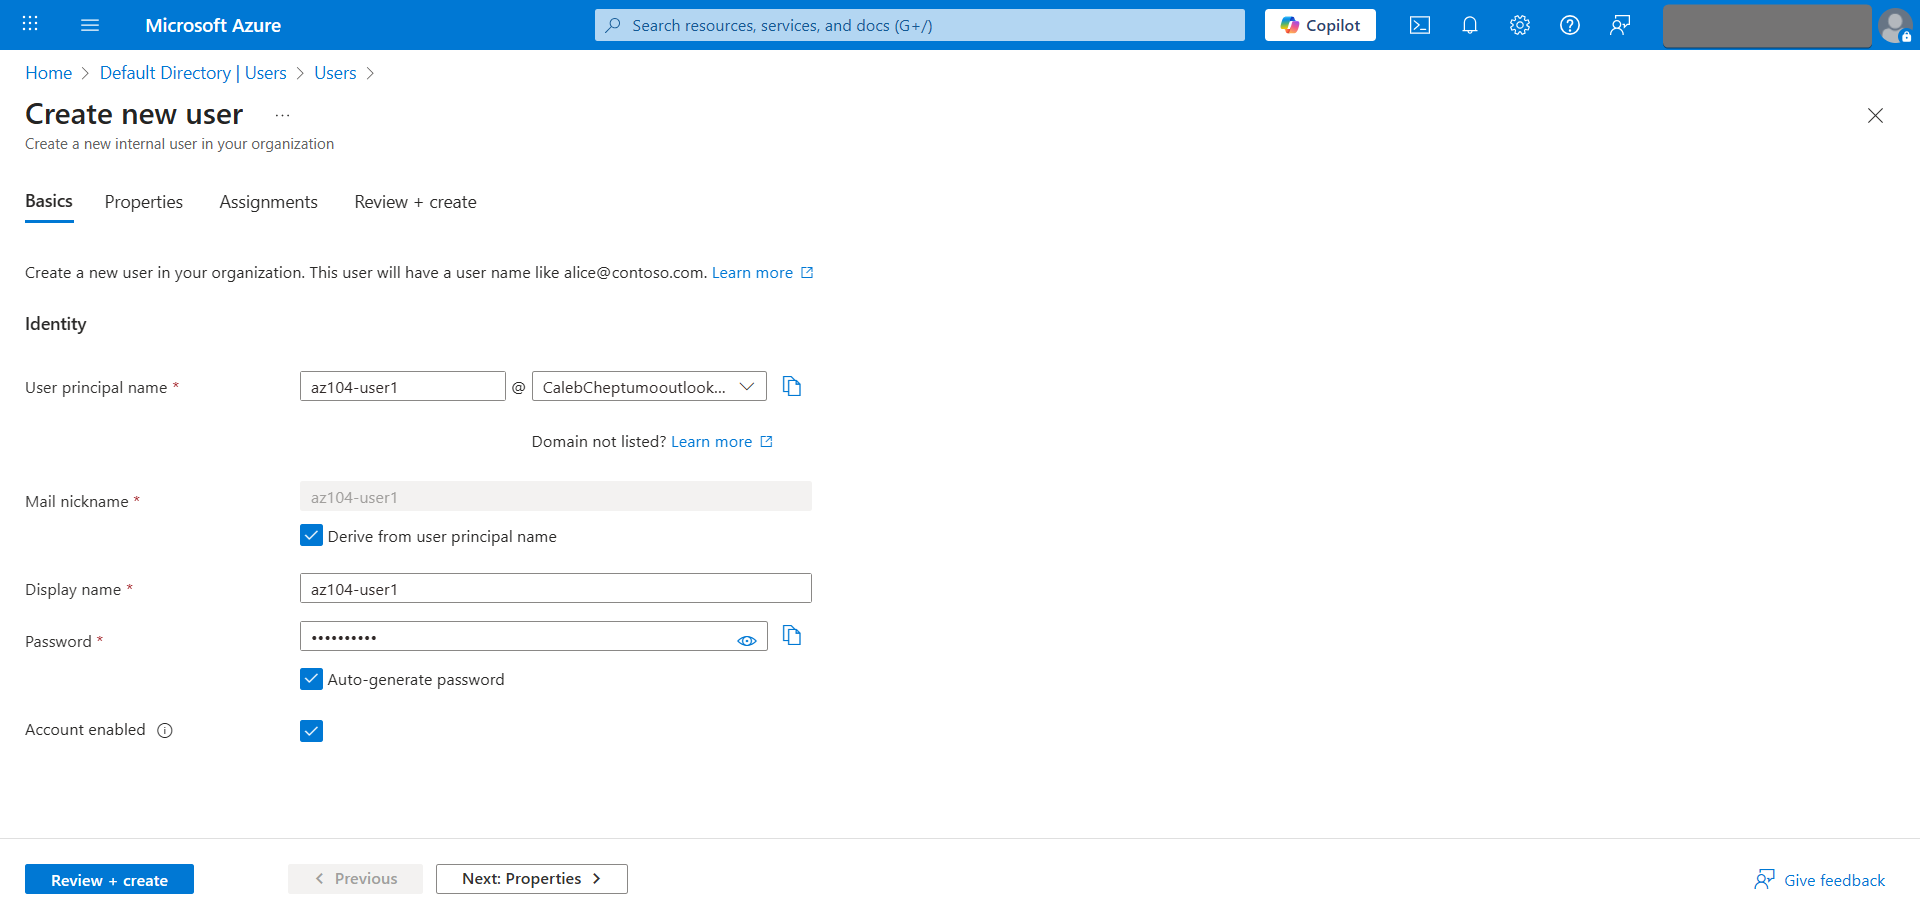 Microsoft Azure
Search resources, services, and docs (G+/)
Copilot
Home > Default Directory | Users > Users >
Create new user ...
Create a new internal user in your organization
Basics Properties Assignments Review + create
Create a new user in your organization. This user will have a user name like alice@contoso.com. Learn more
Identity
User principal name * az104-user1 @ CalebCheptumooutlook...
Domain not listed? Learn more
Mail nickname * az104-user1
Derive from user principal name
Display name * az104-user1
Password * ••••••••••
Auto-generate password
Account enabled
Review + create < Previous Next: Properties > Give feedback